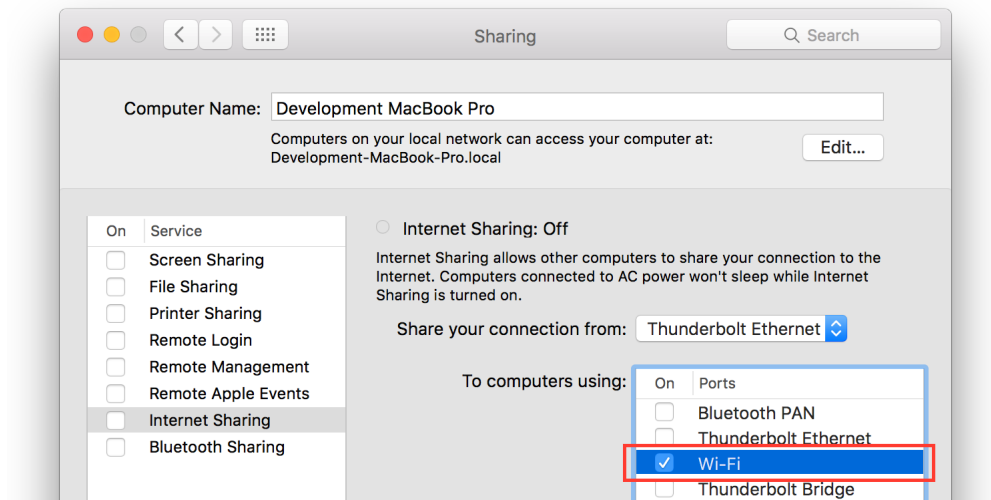 Sharing
Search
Computer Name: Development MacBook Pro
Computers on your local network can access your computer at:
Development-MacBook-Pro.local
Edit...
On Service
Screen Sharing
File Sharing
Printer Sharing
Remote Login
Remote Management
Remote Apple Events
Internet Sharing
Bluetooth Sharing
Internet Sharing: Off
Internet Sharing allows other computers to share your connection to the
Internet. Computers connected to AC power won't sleep while Internet
Sharing is turned on.
Share your connection from: Thunderbolt Ethernet
To computers using:
On Ports
Bluetooth PAN
Thunderbolt Ethernet
Wi-Fi
Thunderbolt Bridge